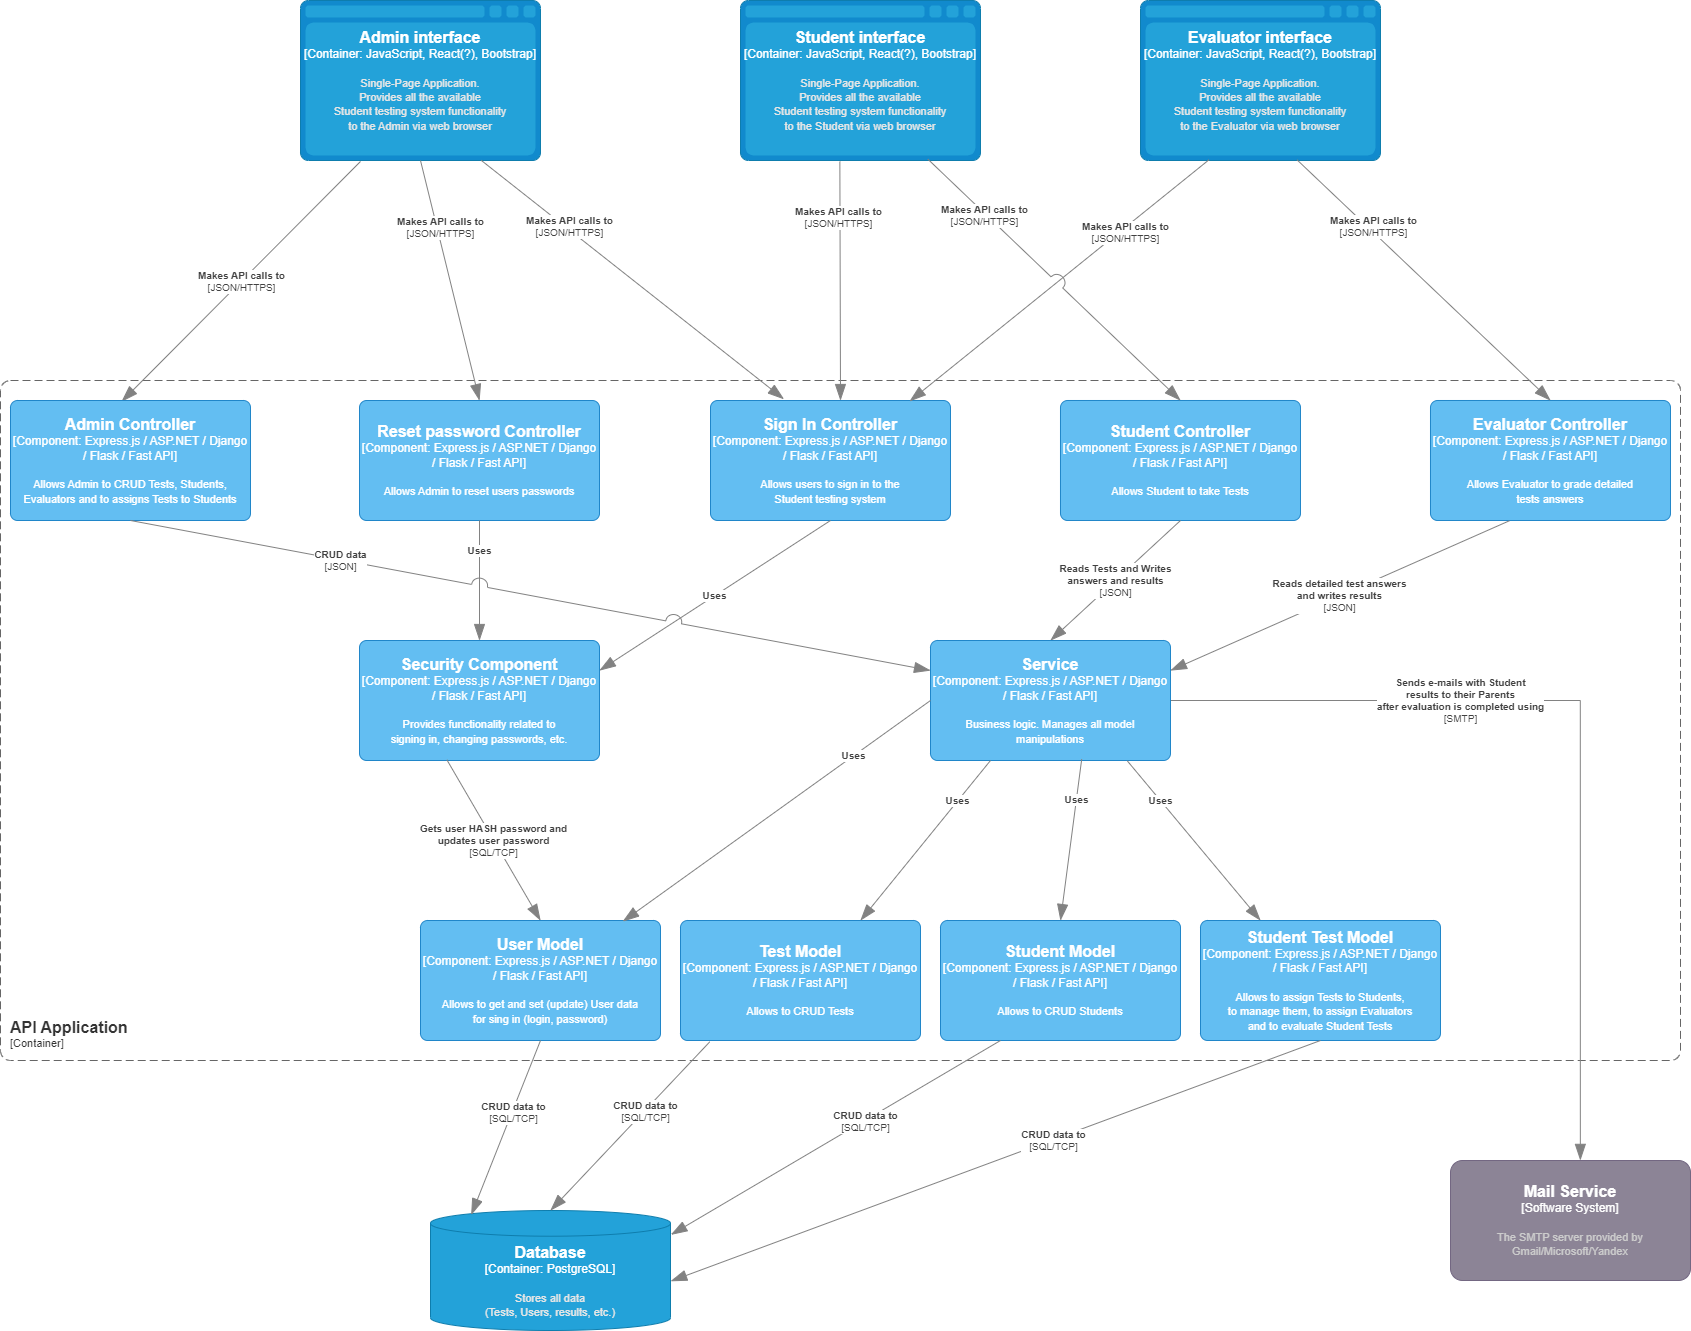 Admin interface
[Container: JavaScript, React(?), Bootstrap]
Single-Page Application.
Provides all the available
Student testing system functionality
to the Admin via web browser
Student interface
[Container: JavaScript, React(?), Bootstrap]
Single-Page Application.
Provides all the available
Student testing system functionality
to the Student via web browser
Evaluator interface
[Container: JavaScript, React(?), Bootstrap]
Single-Page Application.
Provides all the available
Student testing system functionality
to the Evaluator via web browser
Makes API calls to
[JSON/HTTPS]
Makes API calls to
[JSON/HTTPS]
Makes API calls to
[JSON/HTTPS]
Makes API calls to
[JSON/HTTPS]
Makes API calls to
[JSON/HTTPS]
Makes API calls to
[JSON/HTTPS]
Makes API calls to
[JSON/HTTPS]
Admin Controller
[Component: Express.js / ASP.NET / Django
/ Flask / Fast API]
Allows Admin to CRUD Tests, Students,
Evaluators and to assigns Tests to Students
Reset password Controller
[Component: Express.js / ASP.NET / Django
/ Flask / Fast API]
Allows Admin to reset users passwords
Sign In Controller
[Component: Express.js / ASP.NET / Django
/ Flask / Fast API]
Allows users to sign in to the
Student testing system
Student Controller
[Component: Express.js / ASP.NET / Django
/ Flask / Fast API]
Allows Student to take Tests
Evaluator Controller
[Component: Express.js / ASP.NET / Django
/ Flask / Fast API]
Allows Evaluator to grade detailed
tests answers
CRUD data
[JSON]
Uses
Uses
Reads Tests and Writes
answers and results
[JSON]
Reads detailed test answers
and writes results
[JSON]
Security Component
[Component: Express.js / ASP.NET / Django
/ Flask / Fast API]
Provides functionality related to
signing in, changing passwords, etc.
Service
[Component: Express.js / ASP.NET / Django
/ Flask / Fast API]
Business logic. Manages all model
manipulations
Sends e-mails with Student
results to their Parents
after evaluation is completed using
[SMTP]
Uses
Uses
Uses
Uses
Gets user HASH password and
updates user password
[SQL/TCP]
User Model
[Component: Express.js / ASP.NET / Django
/ Flask / Fast API]
Allows to get and set (update) User data
for sing in (login, password)
Test Model
[Component: Express.js / ASP.NET / Django
/ Flask / Fast API]
Allows to CRUD Tests
Student Model
[Component: Express.js / ASP.NET / Django
/ Flask / Fast API]
Allows to CRUD Students
Student Test Model
[Component: Express.js / ASP.NET / Django
/ Flask / Fast API]
Allows to assign Tests to Students,
to manage them, to assign Evaluators
and to evaluate Student Tests
API Application
[Container]
CRUD data to
[SQL/TCP]
CRUD data to
[SQL/TCP]
CRUD data to
[SQL/TCP]
CRUD data to
[SQL/TCP]
Database
[Container: PostgreSQL]
Stores all data
(Tests, Users, results, etc.)
Mail Service
[Software System]
The SMTP server provided by
Gmail/Microsoft/Yandex